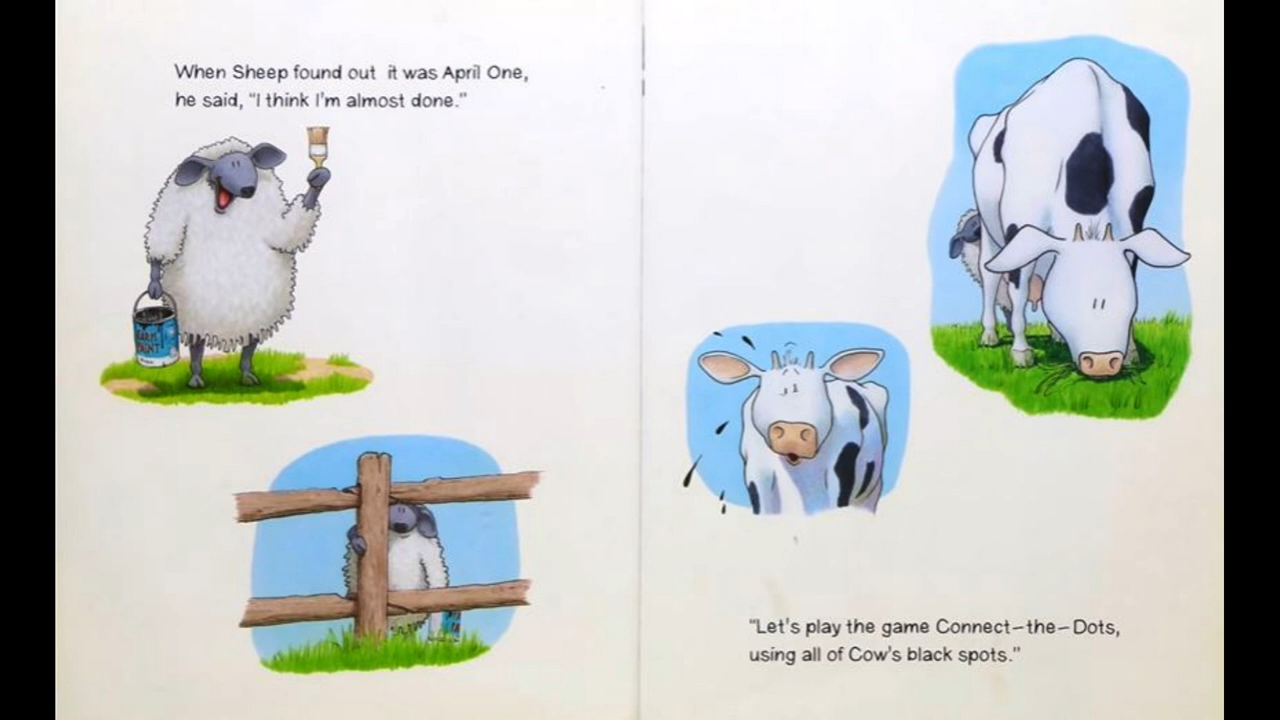 When Sheep found out it was April One,
he said, "I think I'm almost done."
PAINT
"Let's play the game Connect-the-Dots,
using all of Cow's black spots."